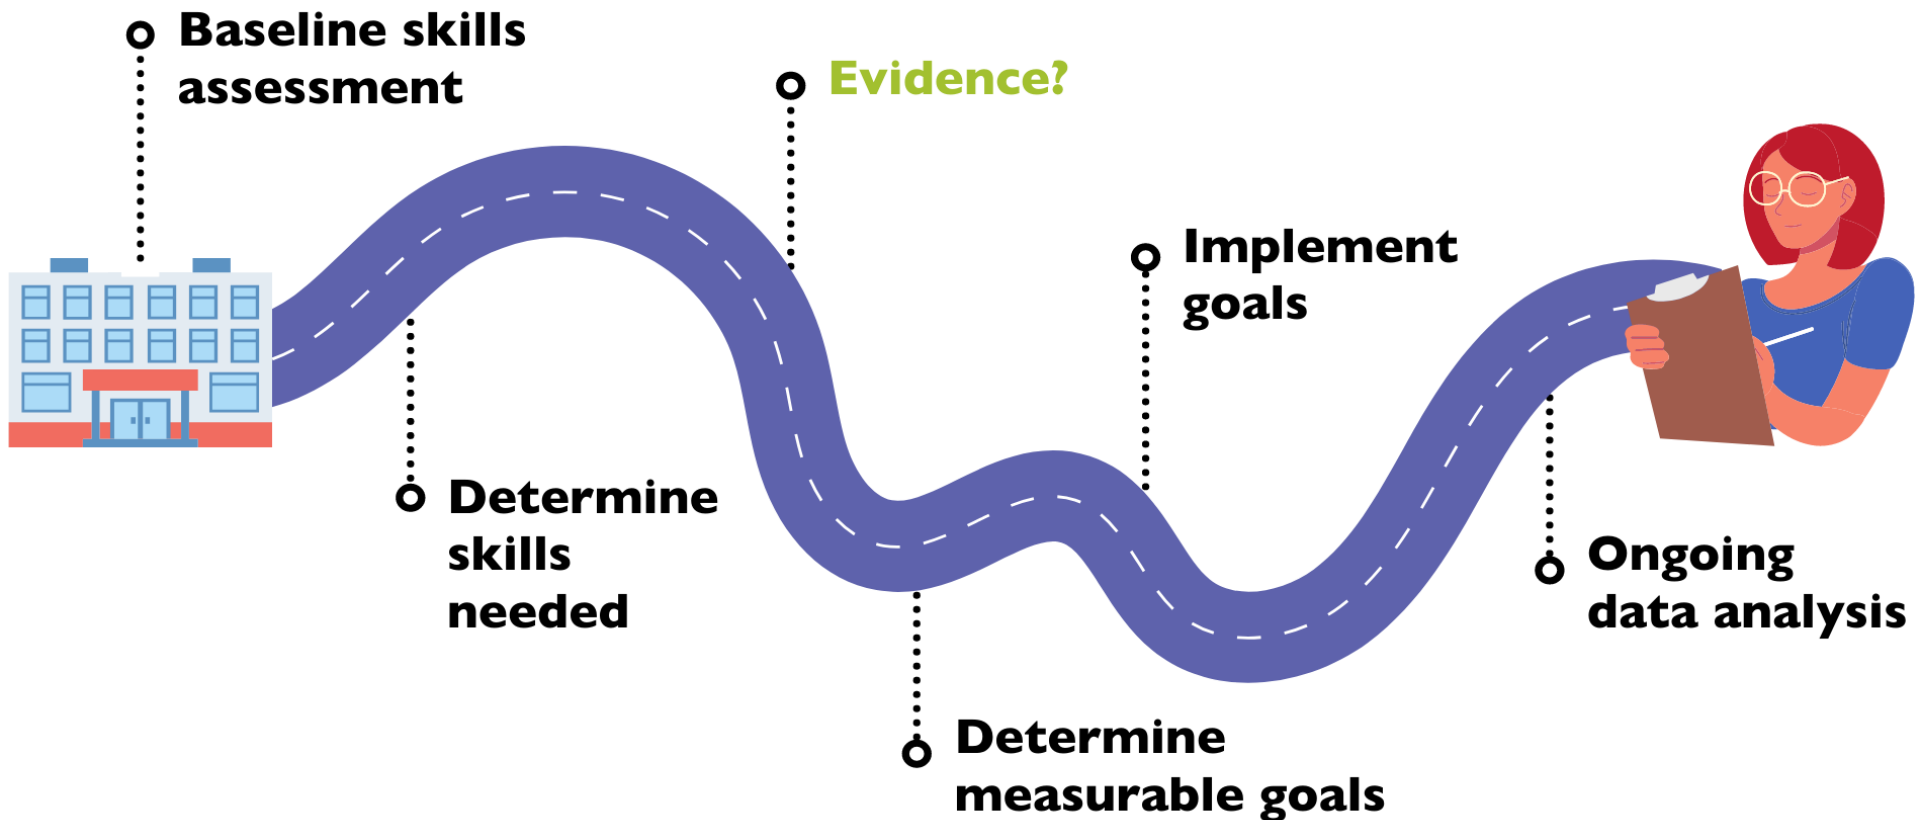 Baseline skills
assessment
Determine
skills
needed
Evidence?
Determine
measurable goals
Implement
goals
Ongoing
data analysis